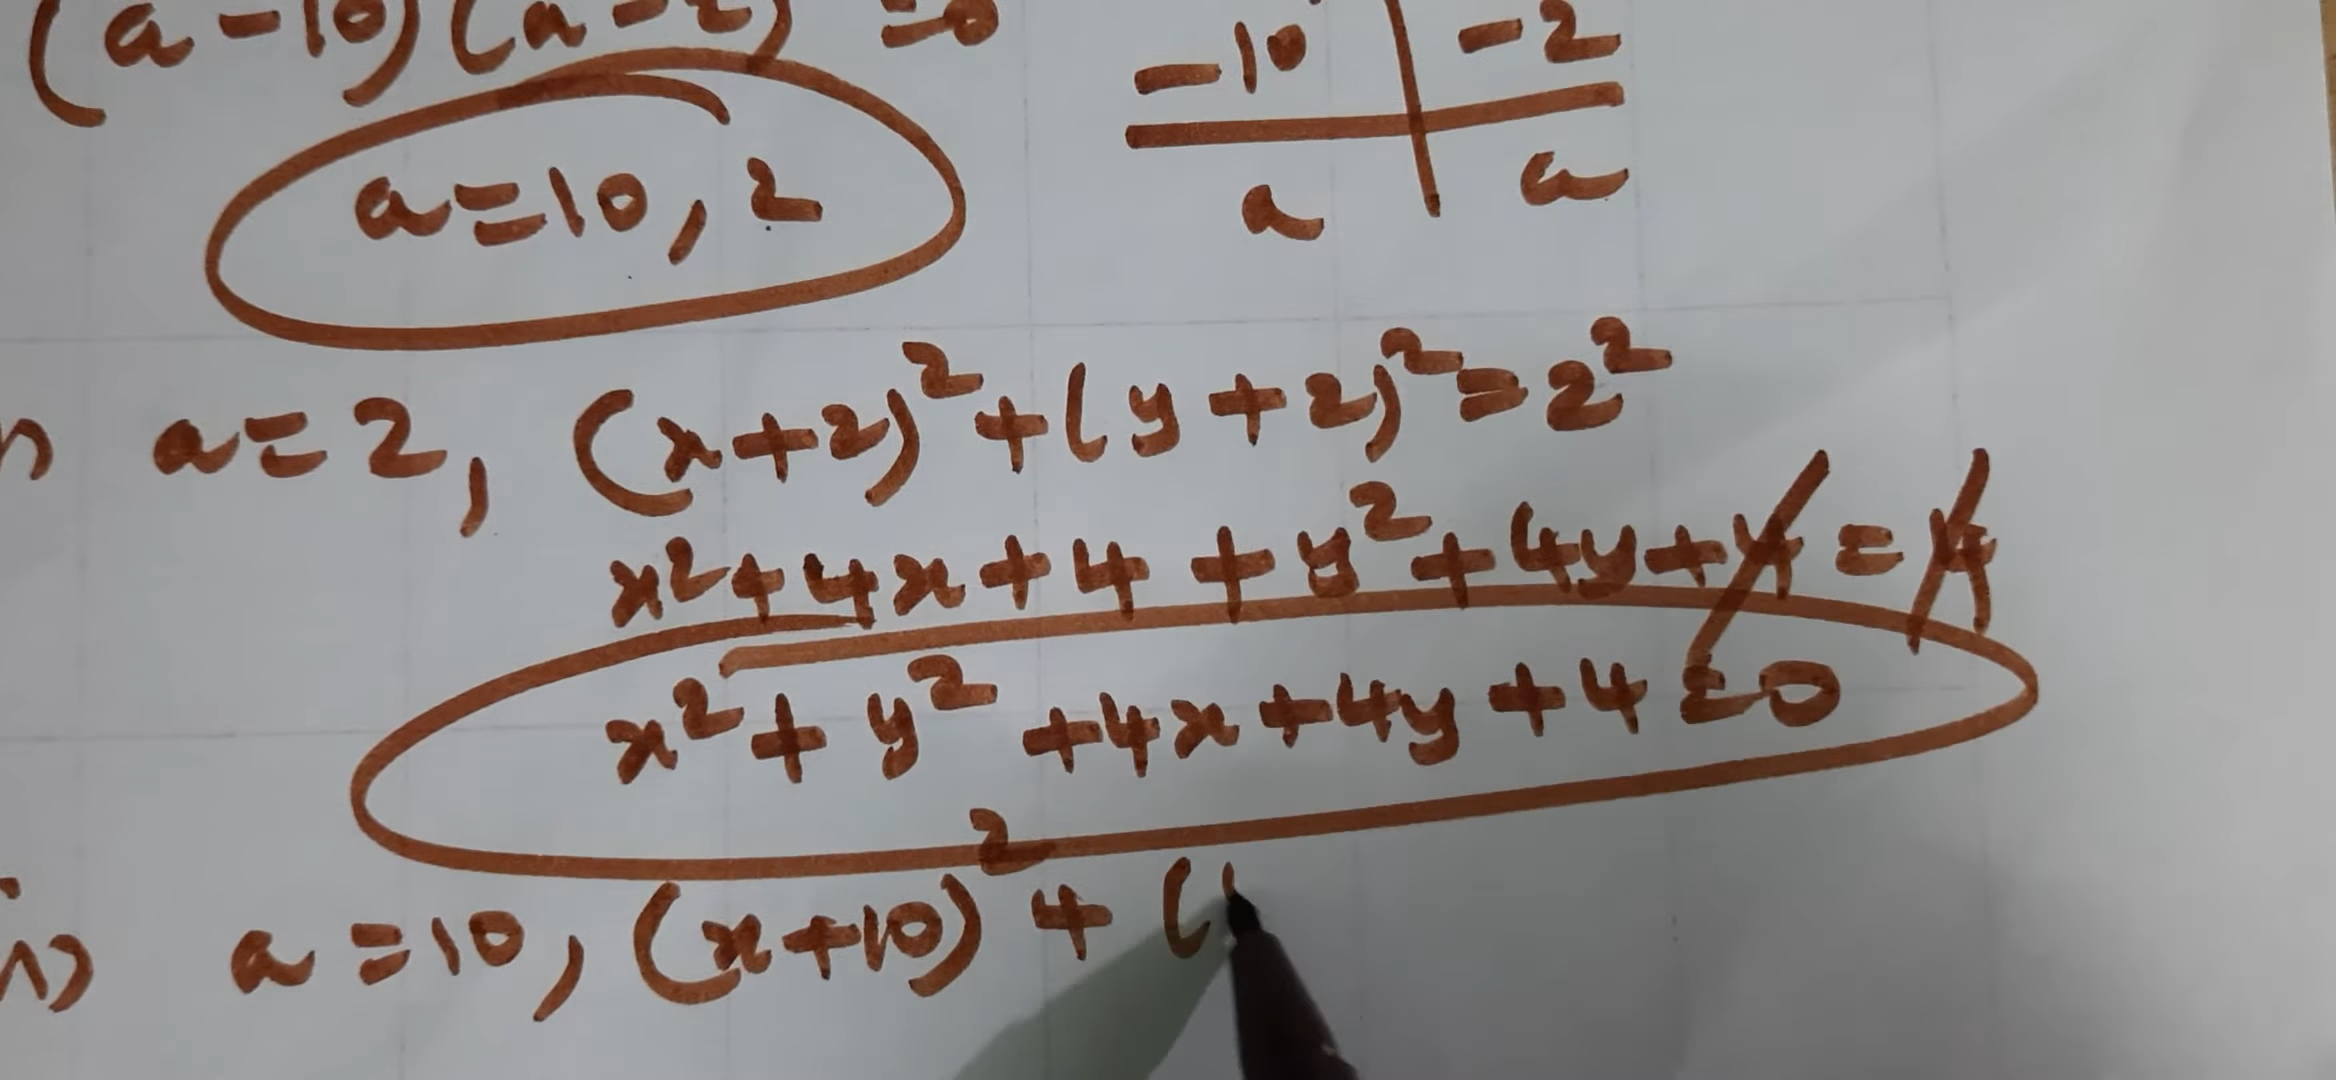 (a-10)(a-2) =0
-10 | -2
a | a
a=10, 2
a=2, (x+2)²+(y+2)²=2²
x²+4x+4+y²+4y+4=4
x²+y²+4x+4y+4=0
a=10, (x+10)²+(